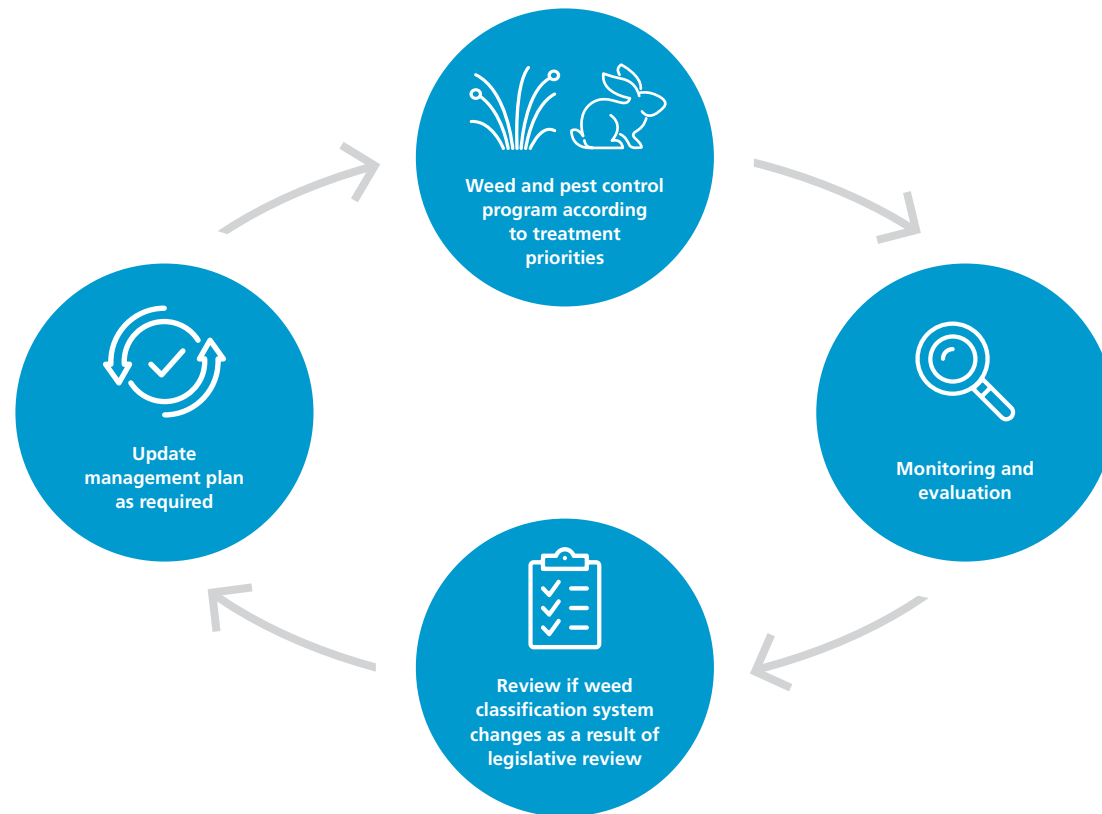 Weed and pest control
program according
to treatment
priorities
Monitoring and
evaluation
Review if weed
classification system
changes as a result of
legislative review
Update
management plan
as required